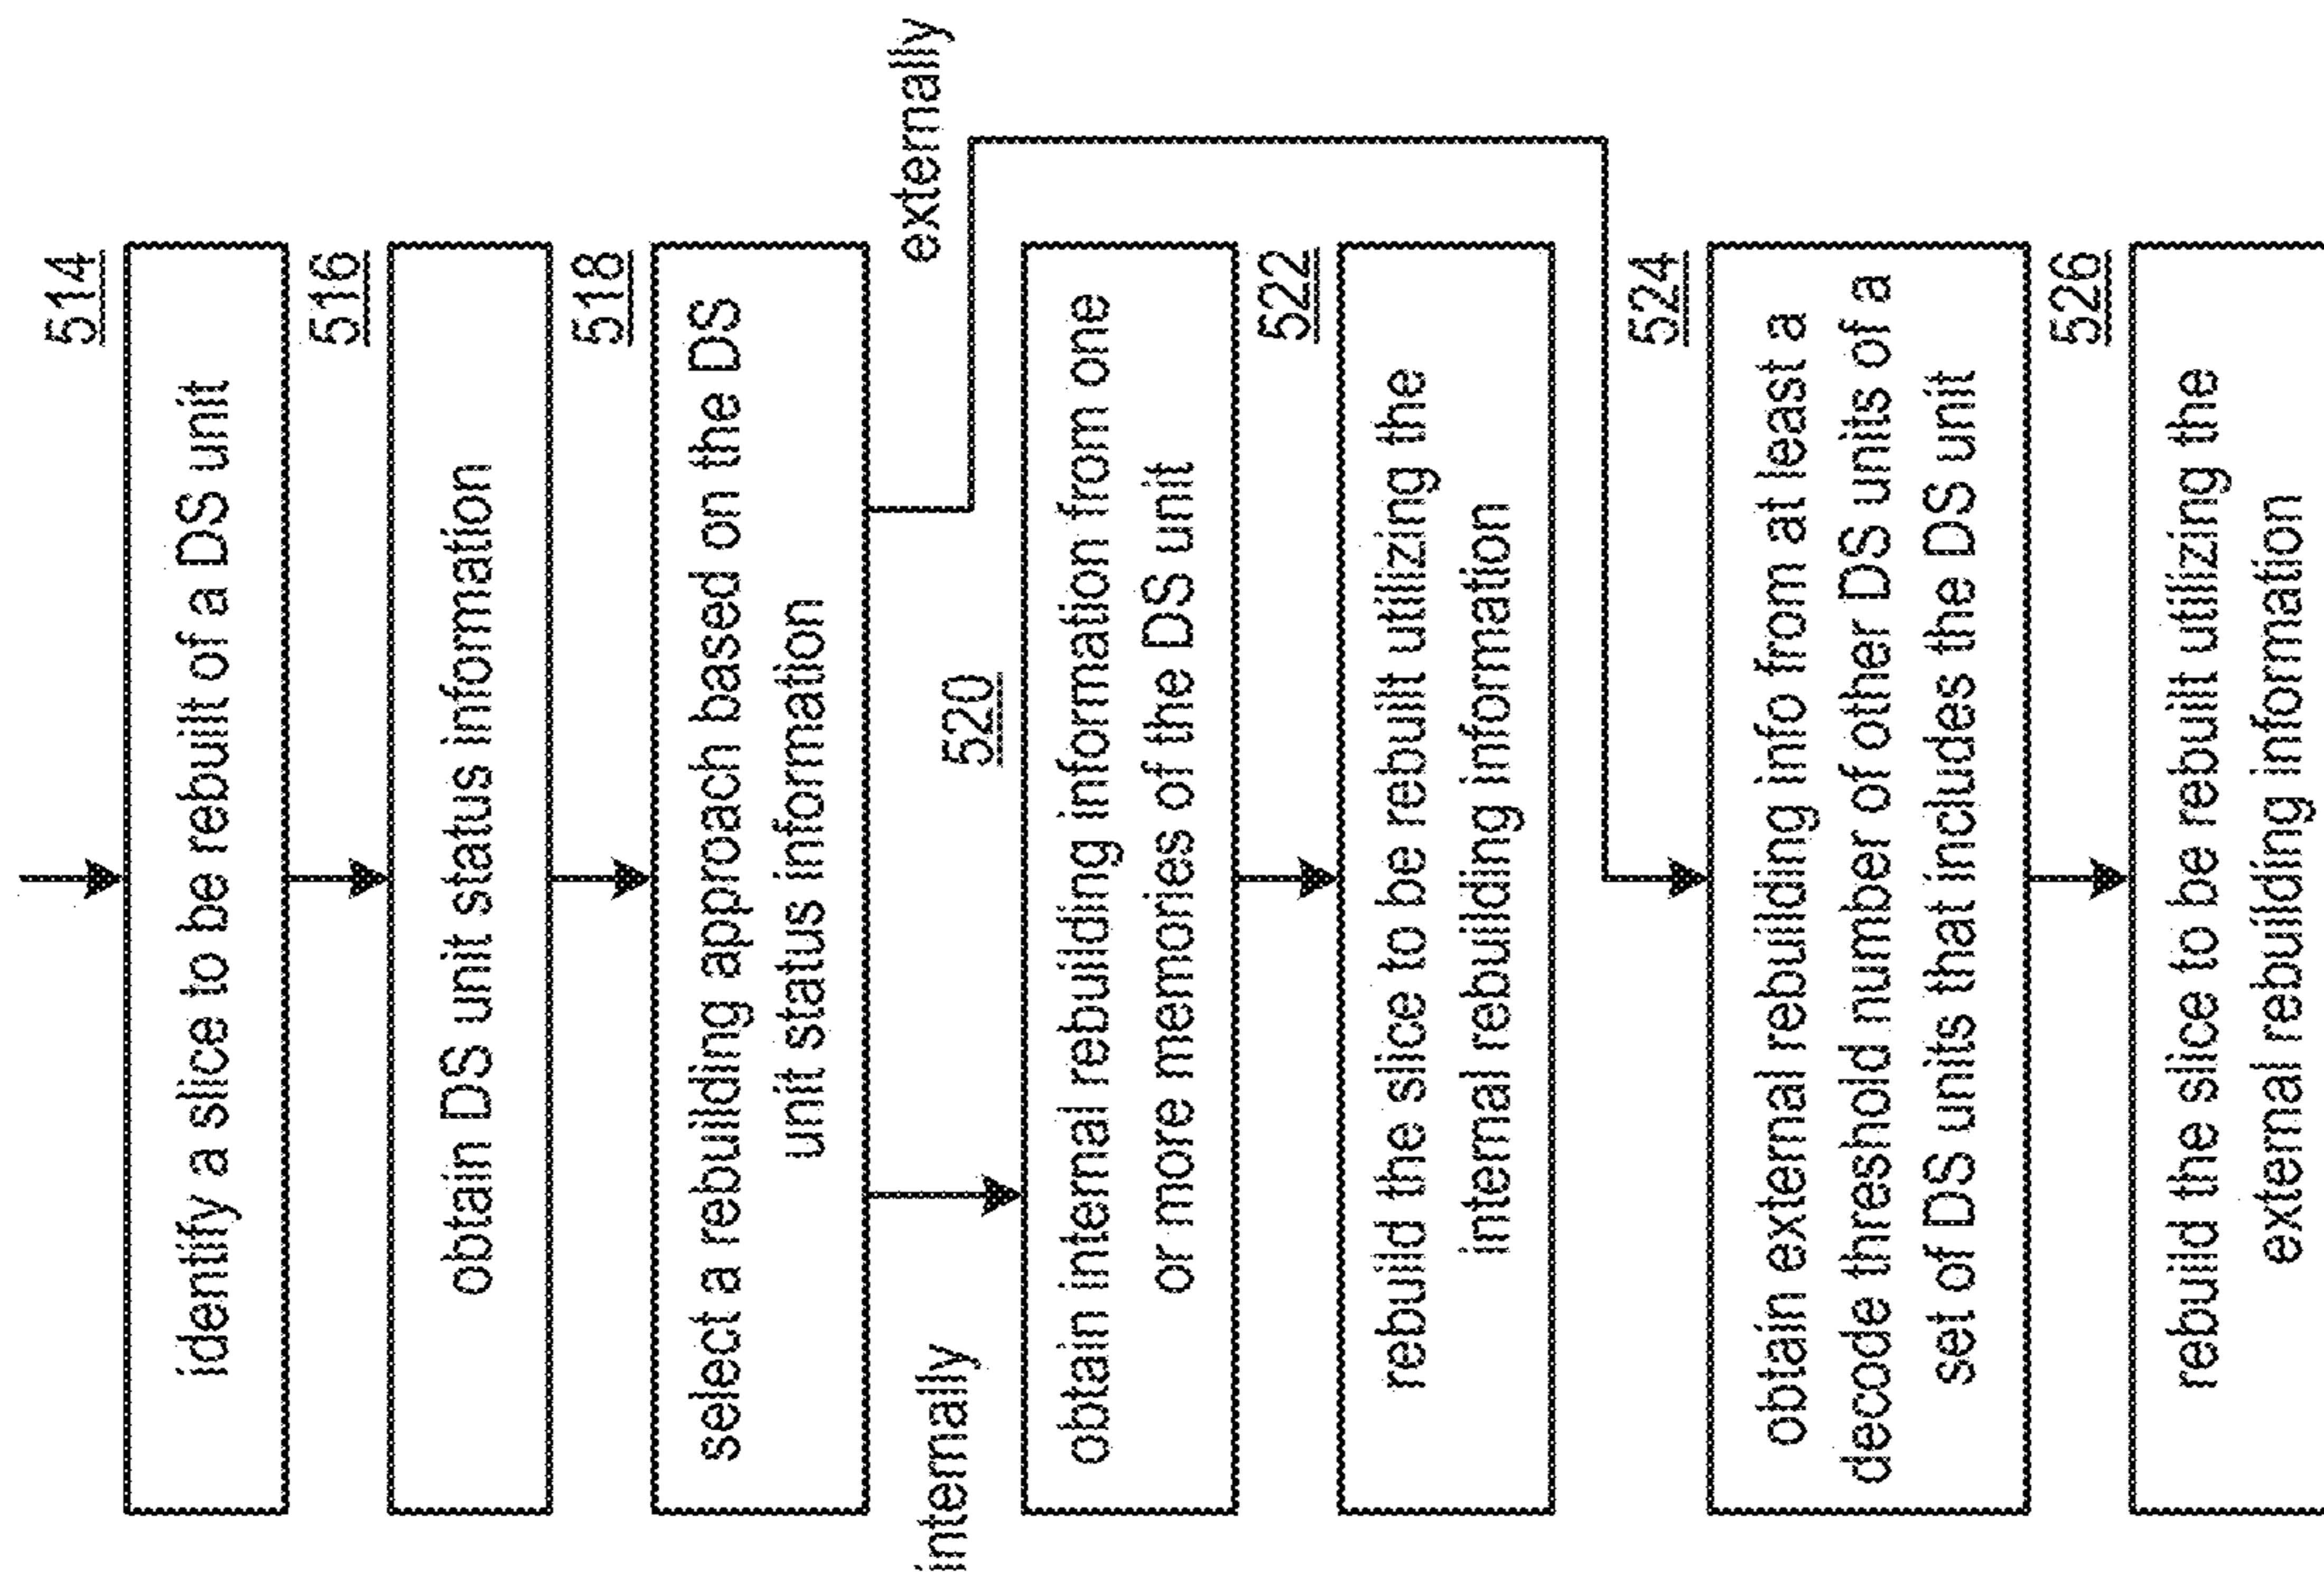 514
identify a slice to be rebuilt of a DS unit
516
obtain DS unit status information
518
select a rebuilding approach based on the DS
unit status information
internally
externally
520
obtain internal rebuilding information from one
or more memories of the DS unit
522
rebuild the slice to be rebuilt utilizing the
internal rebuilding information
524
obtain external rebuilding info from at least a
decode threshold number of other DS units of a
set of DS units that includes the DS unit
526
rebuild the slice to be rebuilt utilizing the
external rebuilding information